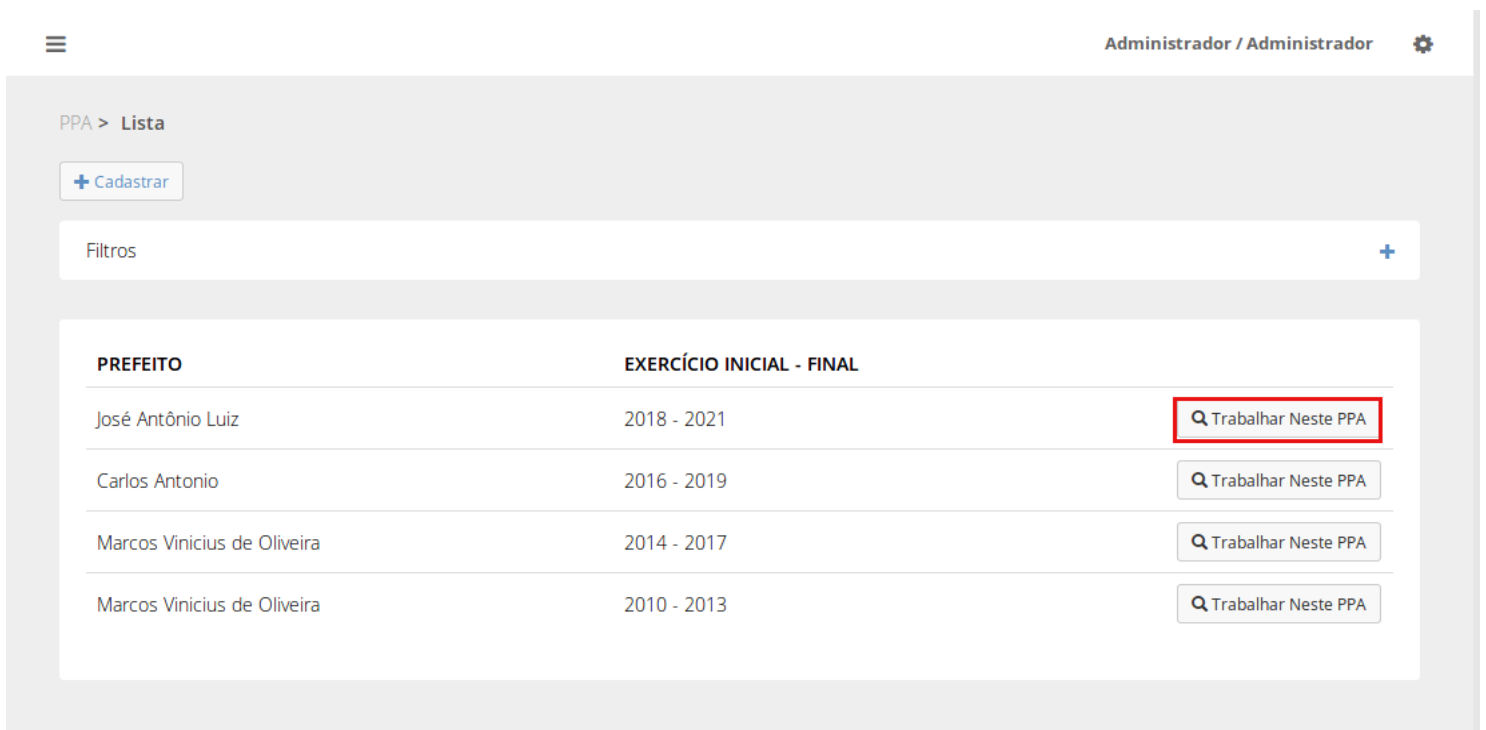 Administrador / Administrador
PPA > Lista
Cadastrar
Filtros
PREFEITO EXERCÍCIO INICIAL - FINAL
José Antônio Luiz 2018 - 2021 Trabalhar Neste PPA
Carlos Antonio 2016 - 2019 Trabalhar Neste PPA
Marcos Vinicius de Oliveira 2014 - 2017 Trabalhar Neste PPA
Marcos Vinicius de Oliveira 2010 - 2013 Trabalhar Neste PPA